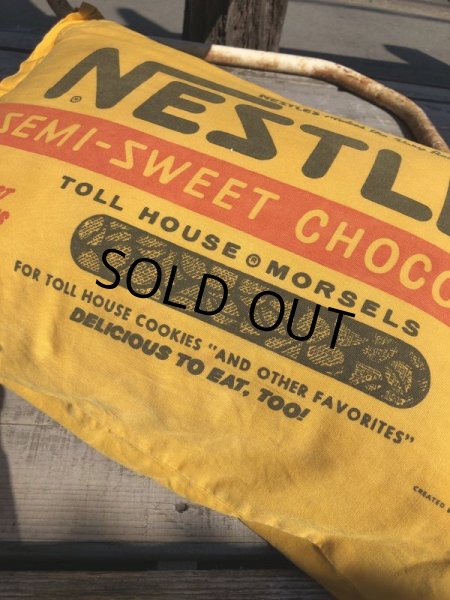 NESTLÉ
®
SEMI-SWEET CHOCO
TOLL HOUSE ® MORSELS
SOLD OUT
FOR TOLL HOUSE COOKIES "AND OTHER FAVORITES"
DELICIOUS TO EAT, TOO!
CREATED